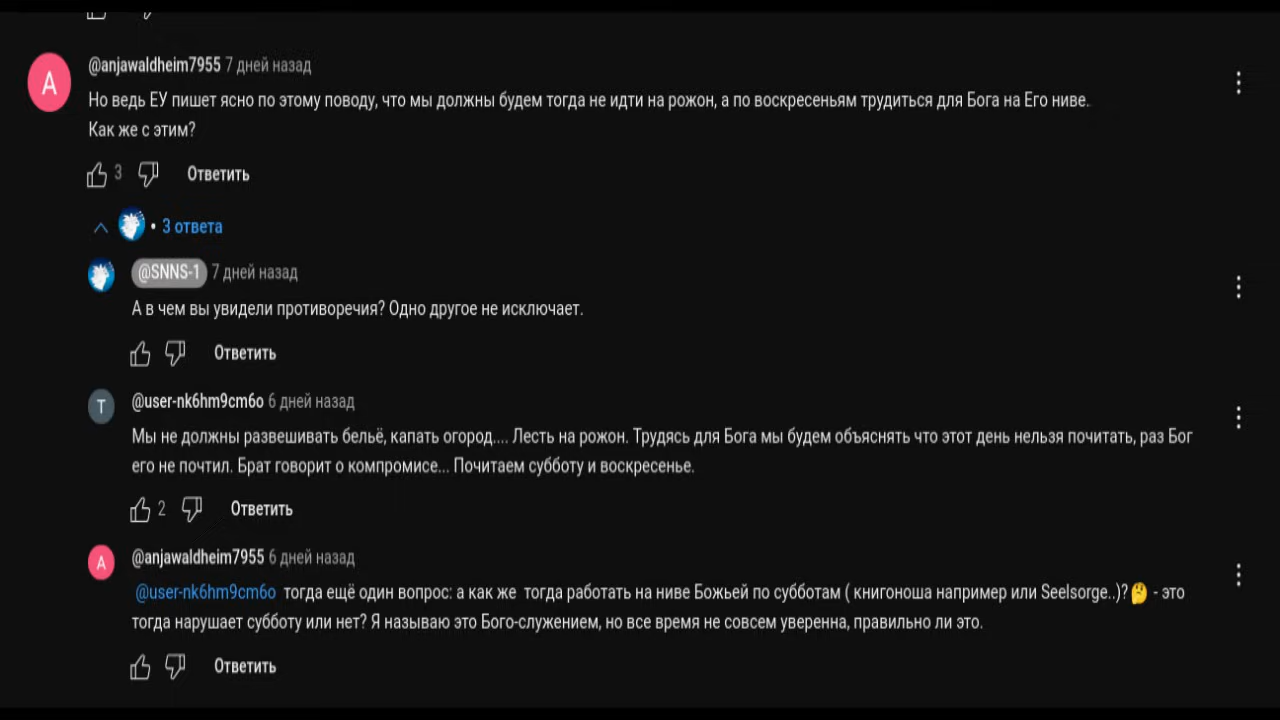 @anjawaldheim7955 7 дней назад
A
Но ведь ЕУ пишет ясно по этому поводу, что мы должны будем тогда не идти на рожон, а по воскресеньям трудиться для Бога на Его ниве.
Как же с этим?
3 Ответить
• 3 ответа
@SNNS-1 7 дней назад
А в чем вы увидели противоречия? Одно другое не исключает.
Ответить
T
@user-nk6hm9cm6o 6 дней назад
Мы не должны развешивать бельё, капать огород.... Лесть на рожон. Трудясь для Бога мы будем объяснять что этот день нельзя почитать, раз Бог
его не почтил. Брат говорит о компромисе... Почитаем субботу и воскресенье.
2 Ответить
A
@anjawaldheim7955 6 дней назад
@user-nk6hm9cm6o тогда ещё один вопрос: а как же тогда работать на ниве Божьей по субботам ( книгоноша например или Seelsorge..)?🤔 - это
тогда нарушает субботу или нет? Я называю это Бого-служением, но все время не совсем уверенна, правильно ли это.
Ответить